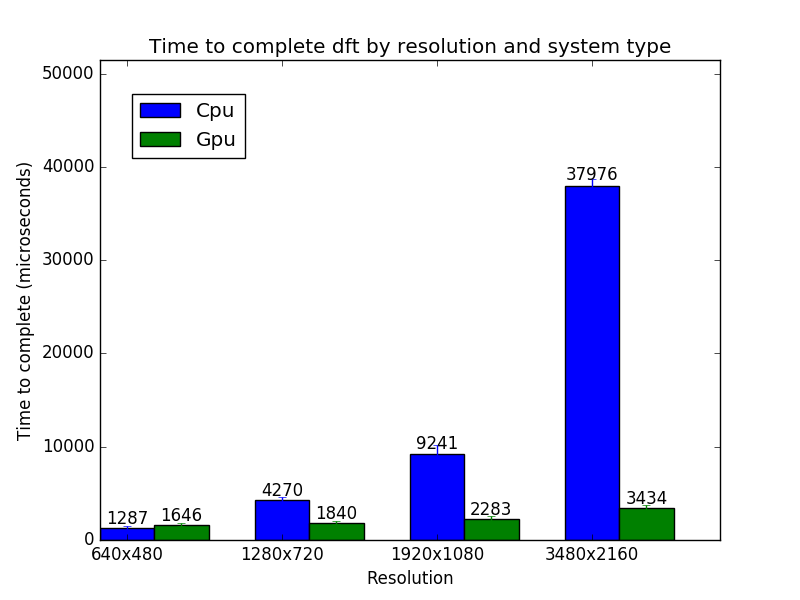 Time to complete dft by resolution and system type
50000
40000
30000
20000
10000
0
Time to complete (microseconds)
Cpu
Gpu
1287
1646
4270
1840
9241
2283
37976
3434
640x480
1280x720
1920x1080
3480x2160
Resolution